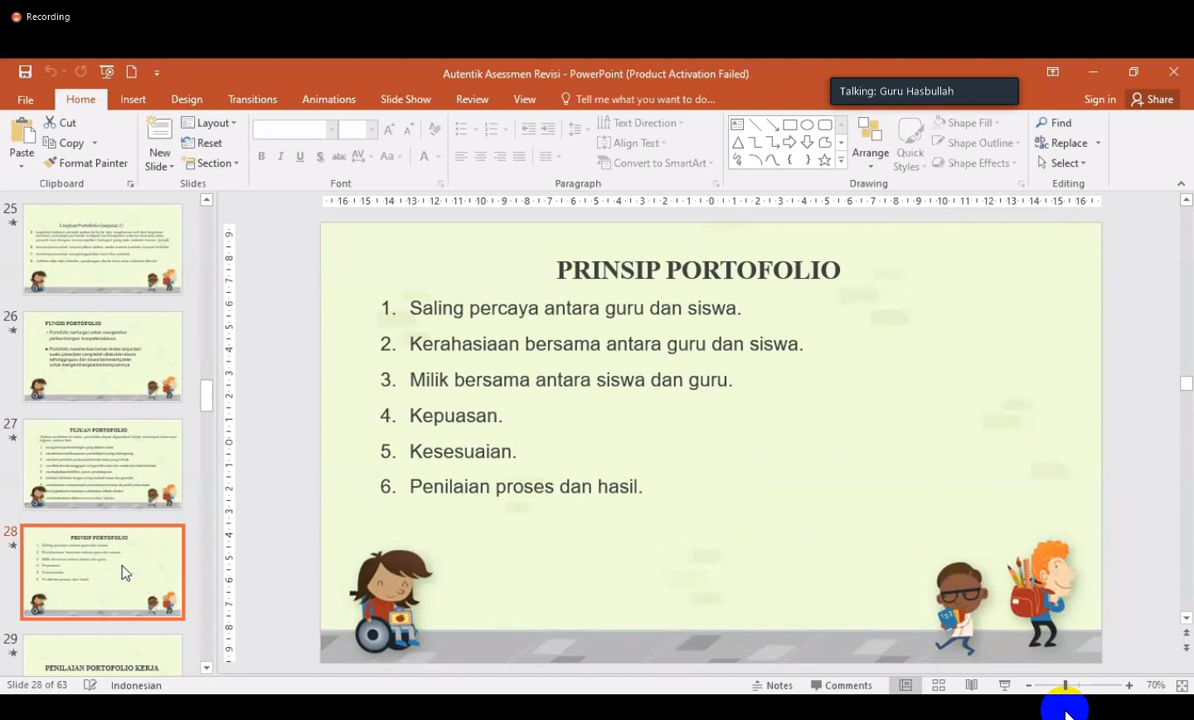 Recording
Autentik Asessmen Revisi - PowerPoint (Product Activation Failed)
Talking: Guru Hasbullah
File Home Insert Design Transitions Animations Slide Show Review View Tell me what you want to do... Sign in Share
Paste
Cut
Copy
Format Painter
Clipboard
New Slide
Layout
Reset
Section
Slides
Font
Text Direction
Align Text
Convert to SmartArt
Paragraph
Arrange
Quick Styles
Shape Fill
Shape Outline
Shape Effects
Drawing
Find
Replace
Select
Editing
25
26
FUNGSI PORTOFOLIO
27
TUJUAN PORTOFOLIO
28
PRINSIP PORTOFOLIO
29
PENILAIAN PORTOFOLIO KERJA
PRINSIP PORTOFOLIO
1. Saling percaya antara guru dan siswa.
2. Kerahasiaan bersama antara guru dan siswa.
3. Milik bersama antara siswa dan guru.
4. Kepuasan.
5. Kesesuaian.
6. Penilaian proses dan hasil.
Slide 28 of 63 Indonesian Notes Comments 70%